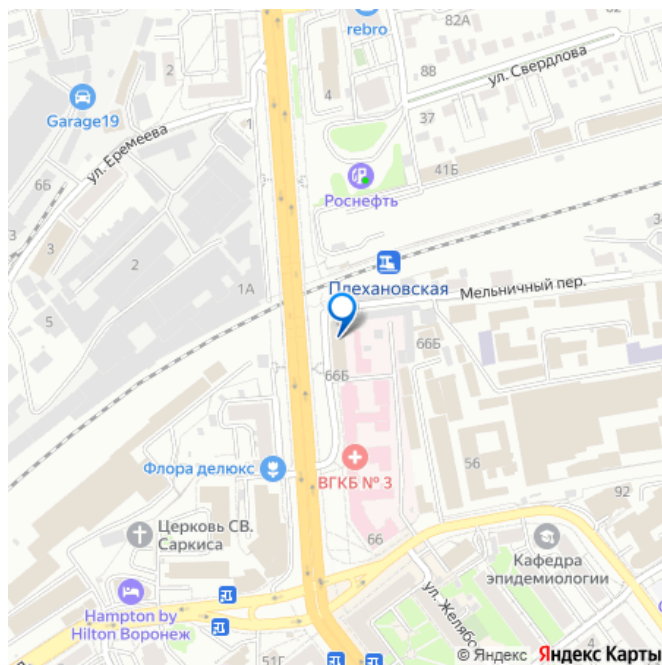 82А
rebro
2
88
ул. Свердлова
4
Garage19
37
1
ул. Еремеева
41Б
6Б
Роснефть
3
3
2
34
Плехановская
1А
Мельничный пер.
5
66Б
66Б
Флора делюкс
ВГКБ № 3
56
92
Церковь СВ.
Саркиса
66
Кафедра
эпидемиологии
Hampton by
Hilton Воронеж
ул. Желябо
4
51Г
© Яндекс Яндекс Карты